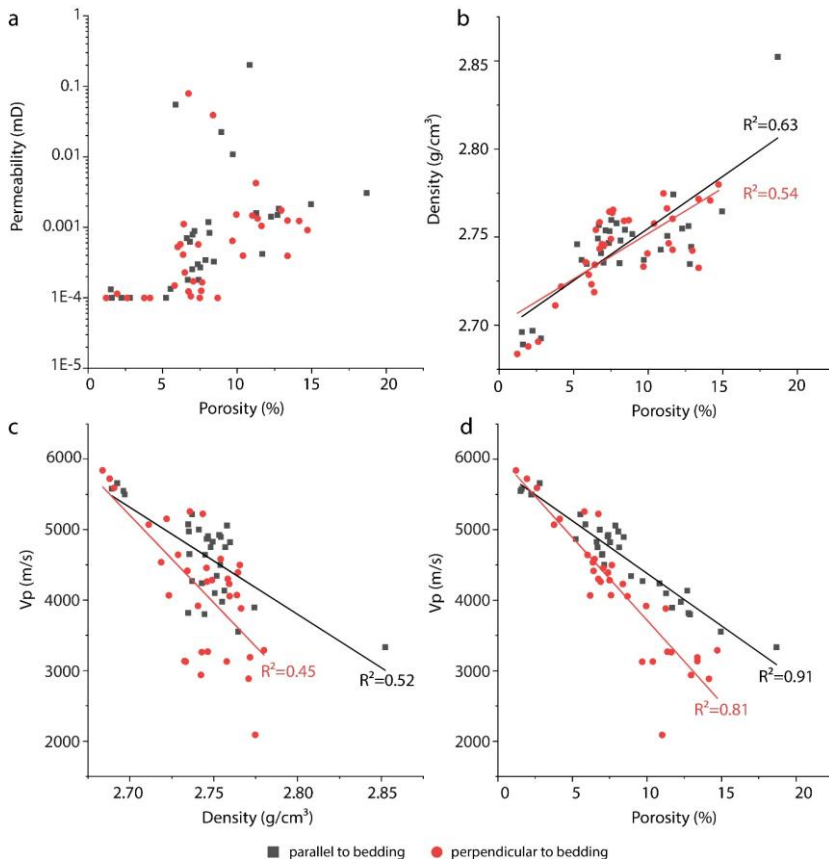 a
Permeability (mD)
1
0.1
0.01
0.001
1E-4
1E-5
0 5 10 15 20
Porosity (%)
b
Density (g/cm³)
2.85
2.80
2.75
2.70
R²=0.63
R²=0.54
0 5 10 15 20
Porosity (%)
c
Vp (m/s)
6000
5000
4000
3000
2000
R²=0.45
R²=0.52
2.70 2.75 2.80 2.85
Density (g/cm³)
d
Vp (m/s)
6000
5000
4000
3000
2000
R²=0.91
R²=0.81
0 5 10 15 20
Porosity (%)
parallel to bedding perpendicular to bedding